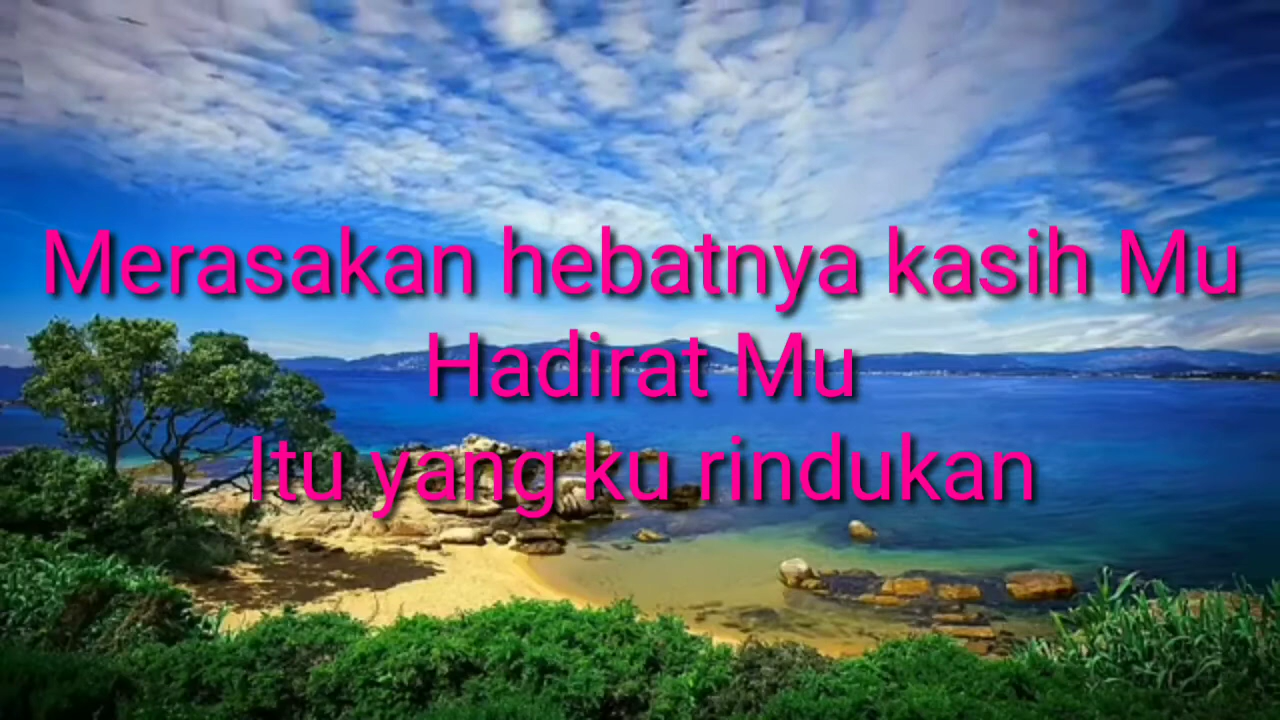 Merasakan hebatnya kasih Mu
Hadirat Mu
Itu yang ku rindukan